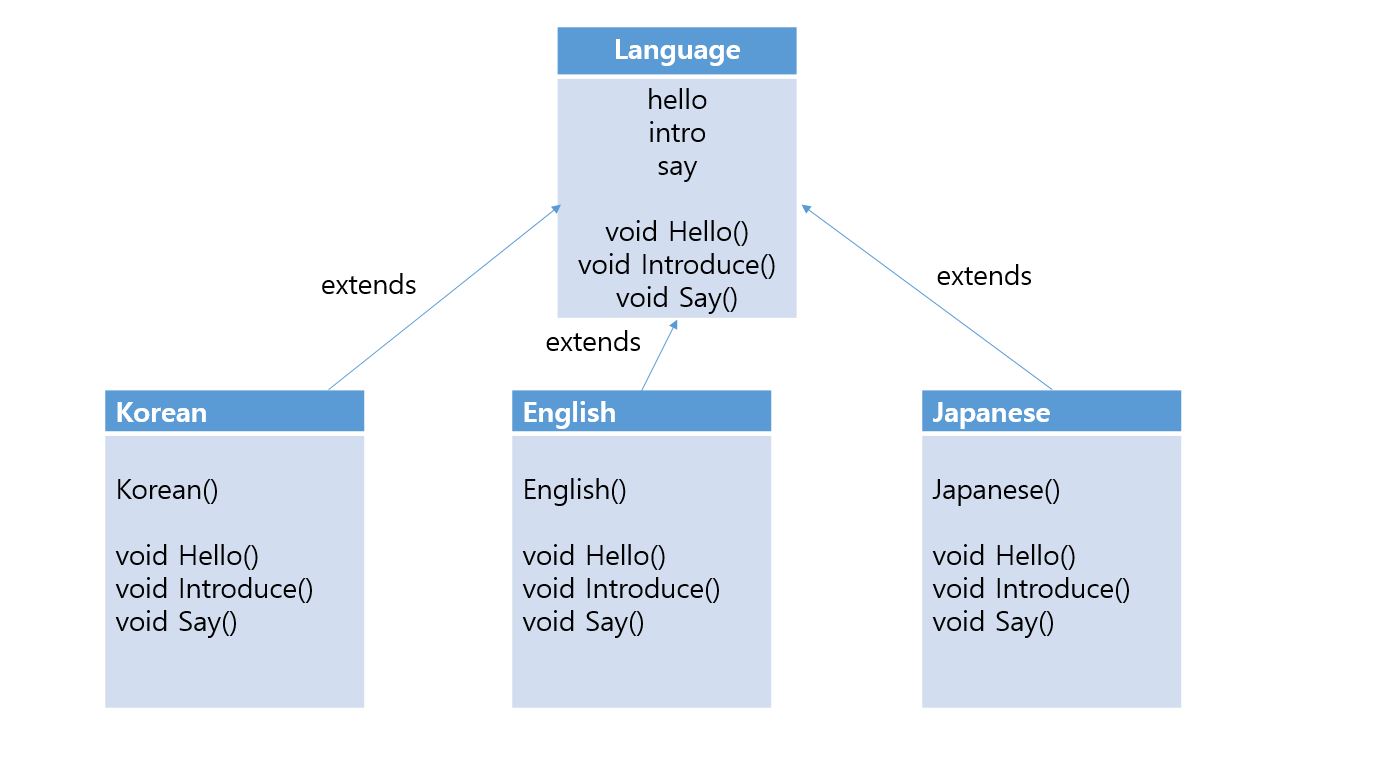 Language
hello
intro
say
void Hello()
void Introduce()
void Say()
extends
extends
extends
Korean
Korean()
void Hello()
void Introduce()
void Say()
English
English()
void Hello()
void Introduce()
void Say()
Japanese
Japanese()
void Hello()
void Introduce()
void Say()